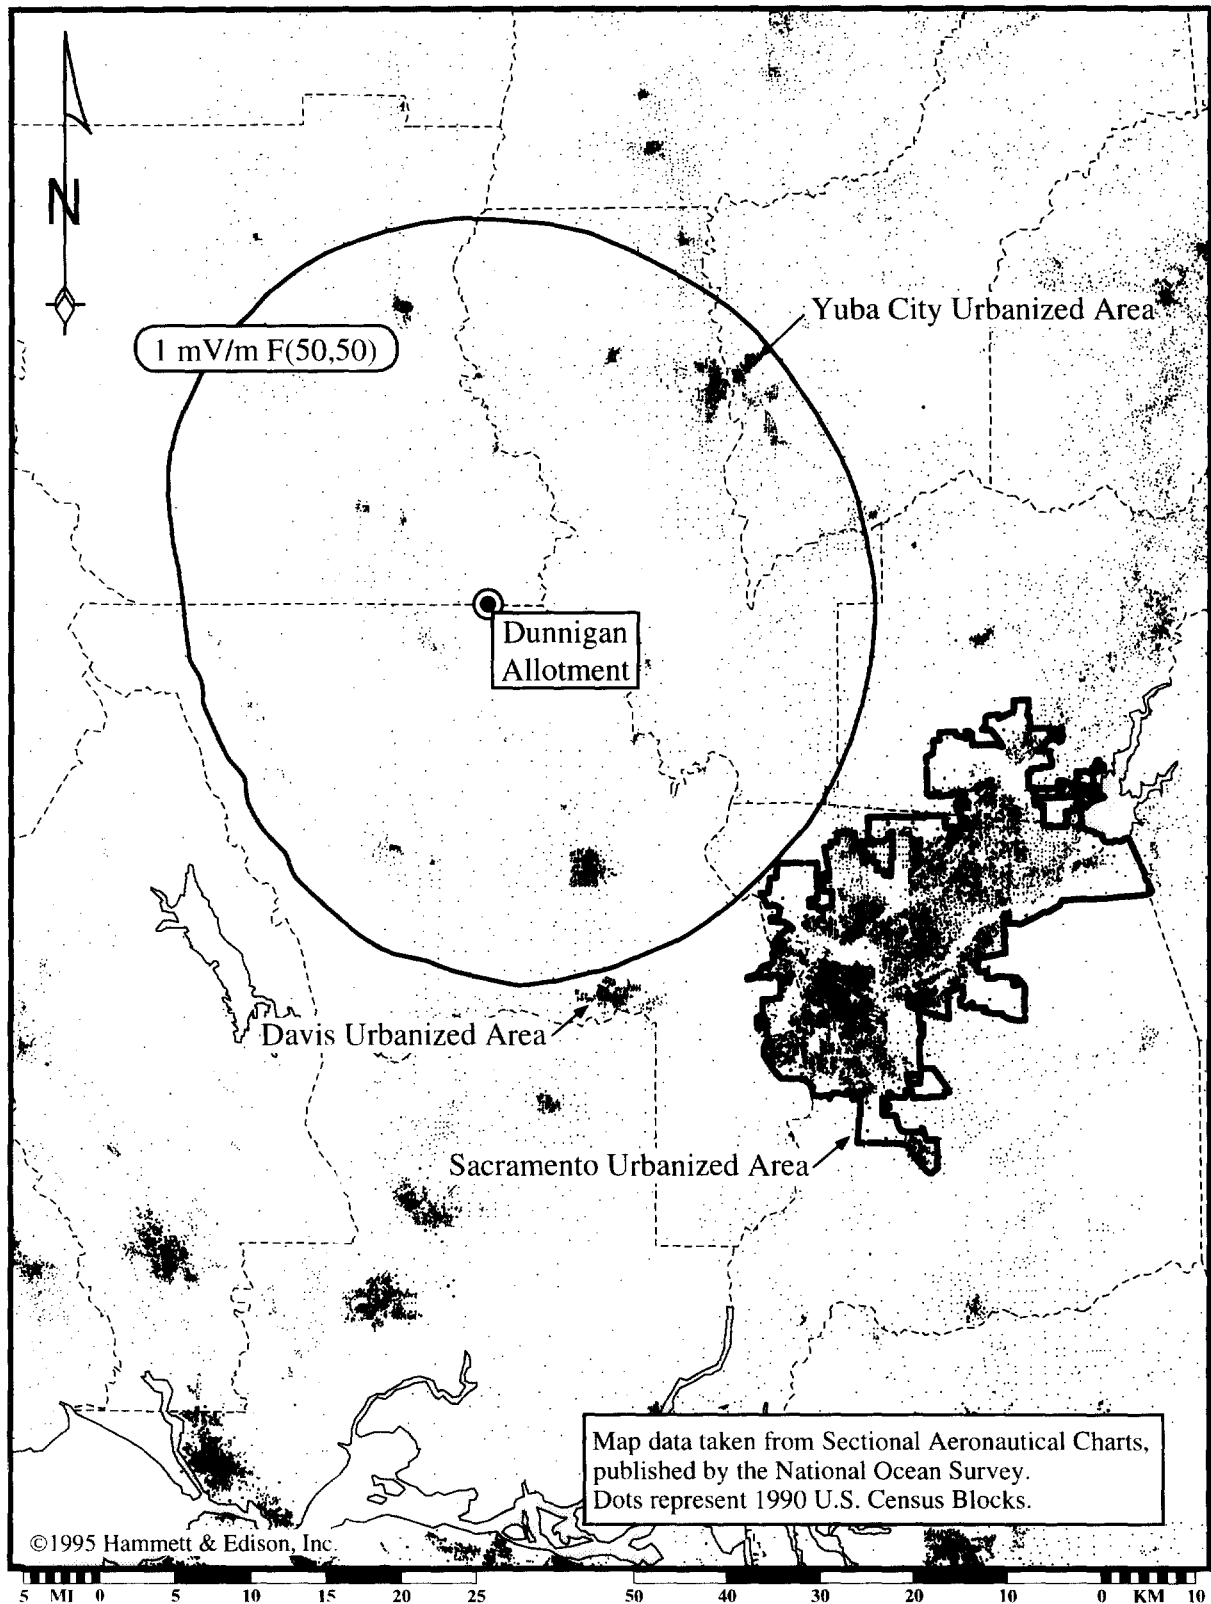 N
Yuba City Urbanized Area
1 mV/m F(50,50)
Dunnigan
Allotment
Davis Urbanized Area
Sacramento Urbanized Area
Map data taken from Sectional Aeronautical Charts,
published by the National Ocean Survey.
Dots represent 1990 U.S. Census Blocks.
©1995 Hammett & Edison, Inc.
5 MI 0 5 10 15 20 25 50 40 30 20 10 0 KM 10